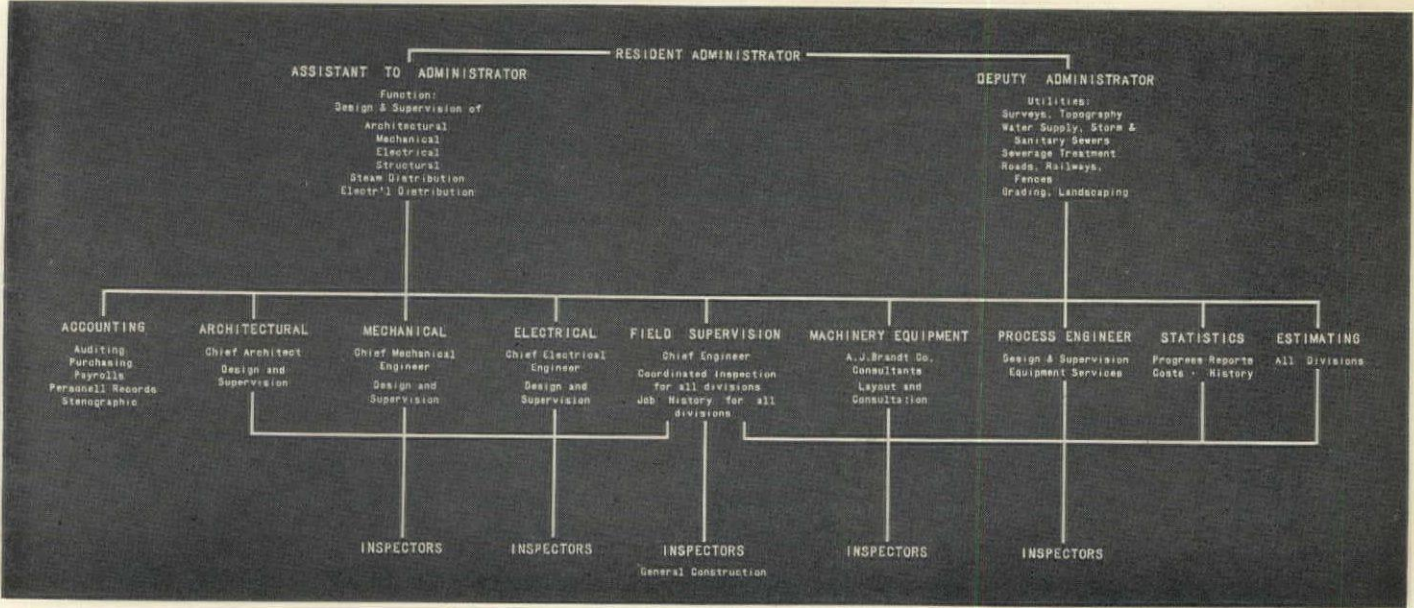 RESIDENT ADMINISTRATOR
ASSISTANT TO ADMINISTRATOR
Function:
Design & Supervision of
Architectural
Mechanical
Electrical
Structural
Steam Distribution
Electr'l Distribution
DEPUTY ADMINISTRATOR
Utilities:
Surveys, Topography
Water Supply, Storm &
Sanitary Sewers
Sewerage Treatment
Roads, Railways,
Fences
Grading, Landscaping
ACCOUNTING
Auditing
Purchasing
Payrolls
Personell Records
Stenographic
ARCHITECTURAL
Chief Architect
Design and
Supervision
MECHANICAL
Chief Mechanical
Engineer
Design and
Supervision
ELECTRICAL
Chief Electrical
Engineer
Design and
Supervision
FIELD SUPERVISION
Chief Engineer
Coordinated Inspection
for all divisions
Job History for all
divisions
MACHINERY EQUIPMENT
A.J.Brandt Co.
Consultants
Layout and
Consultation
PROCESS ENGINEER
Design & Supervision
Equipment Services
STATISTICS
Progress Reports
Costs - History
ESTIMATING
All Divisions
INSPECTORS
INSPECTORS
INSPECTORS
General Construction
INSPECTORS
INSPECTORS